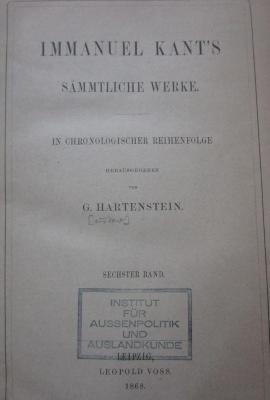 IMMANUEL KANT'S
SÄMMTLICHE WERKE.
IN CHRONOLOGISCHER REIHENFOLGE
HERAUSGEGEBEN
VON
G. HARTENSTEIN.
SECHSTER BAND.
INSTITUT
FÜR
AUSSENPOLITIK
UND
AUSLANDKUNDE
LEIPZIG,
LEOPOLD VOSS.
1868.